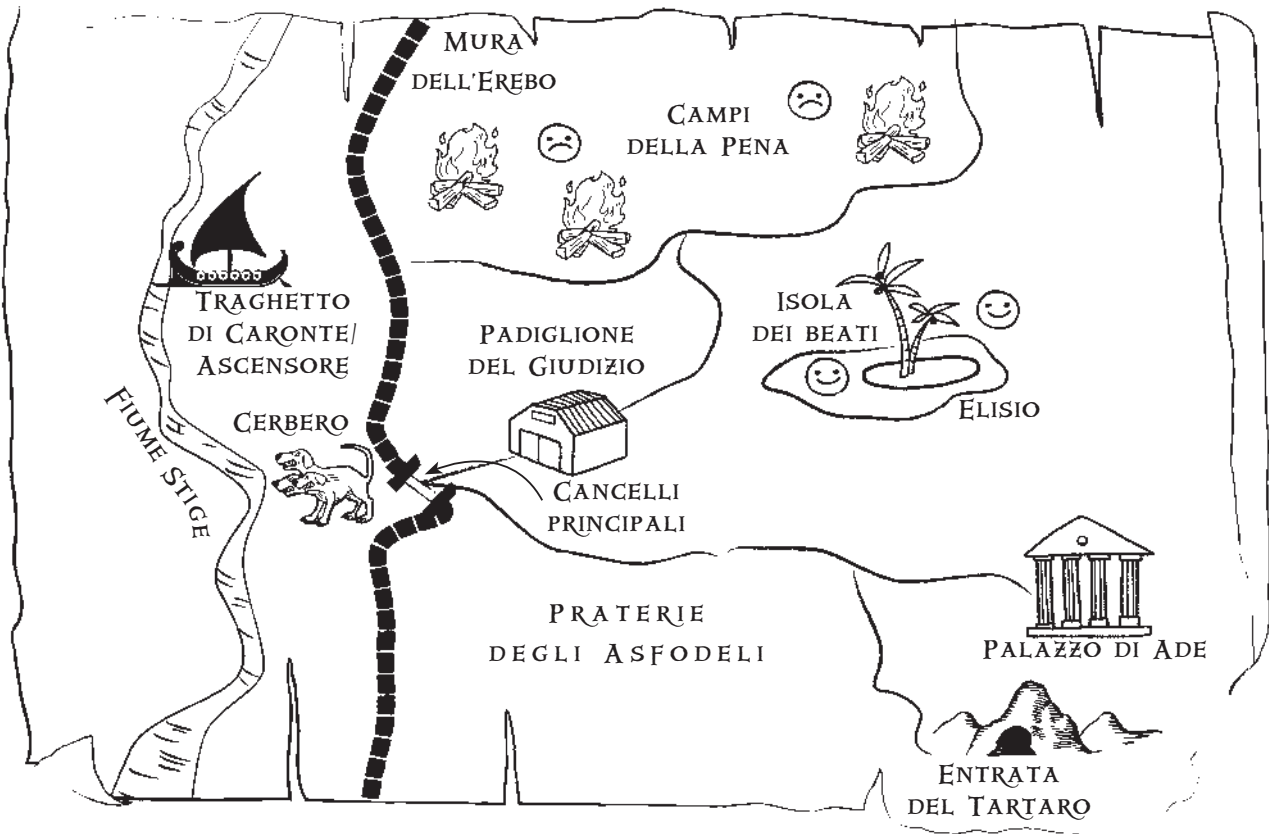 Mura
dell'Erebo
Campi
della Pena
Traghetto
di Caronte/
Ascensore
Padiglione
del Giudizio
Isola
dei beati
Elisio
Fiume Stige
Cerbero
Cancelli
principali
Praterie
degli Asfodeli
Palazzo di Ade
Entrata
del Tartaro